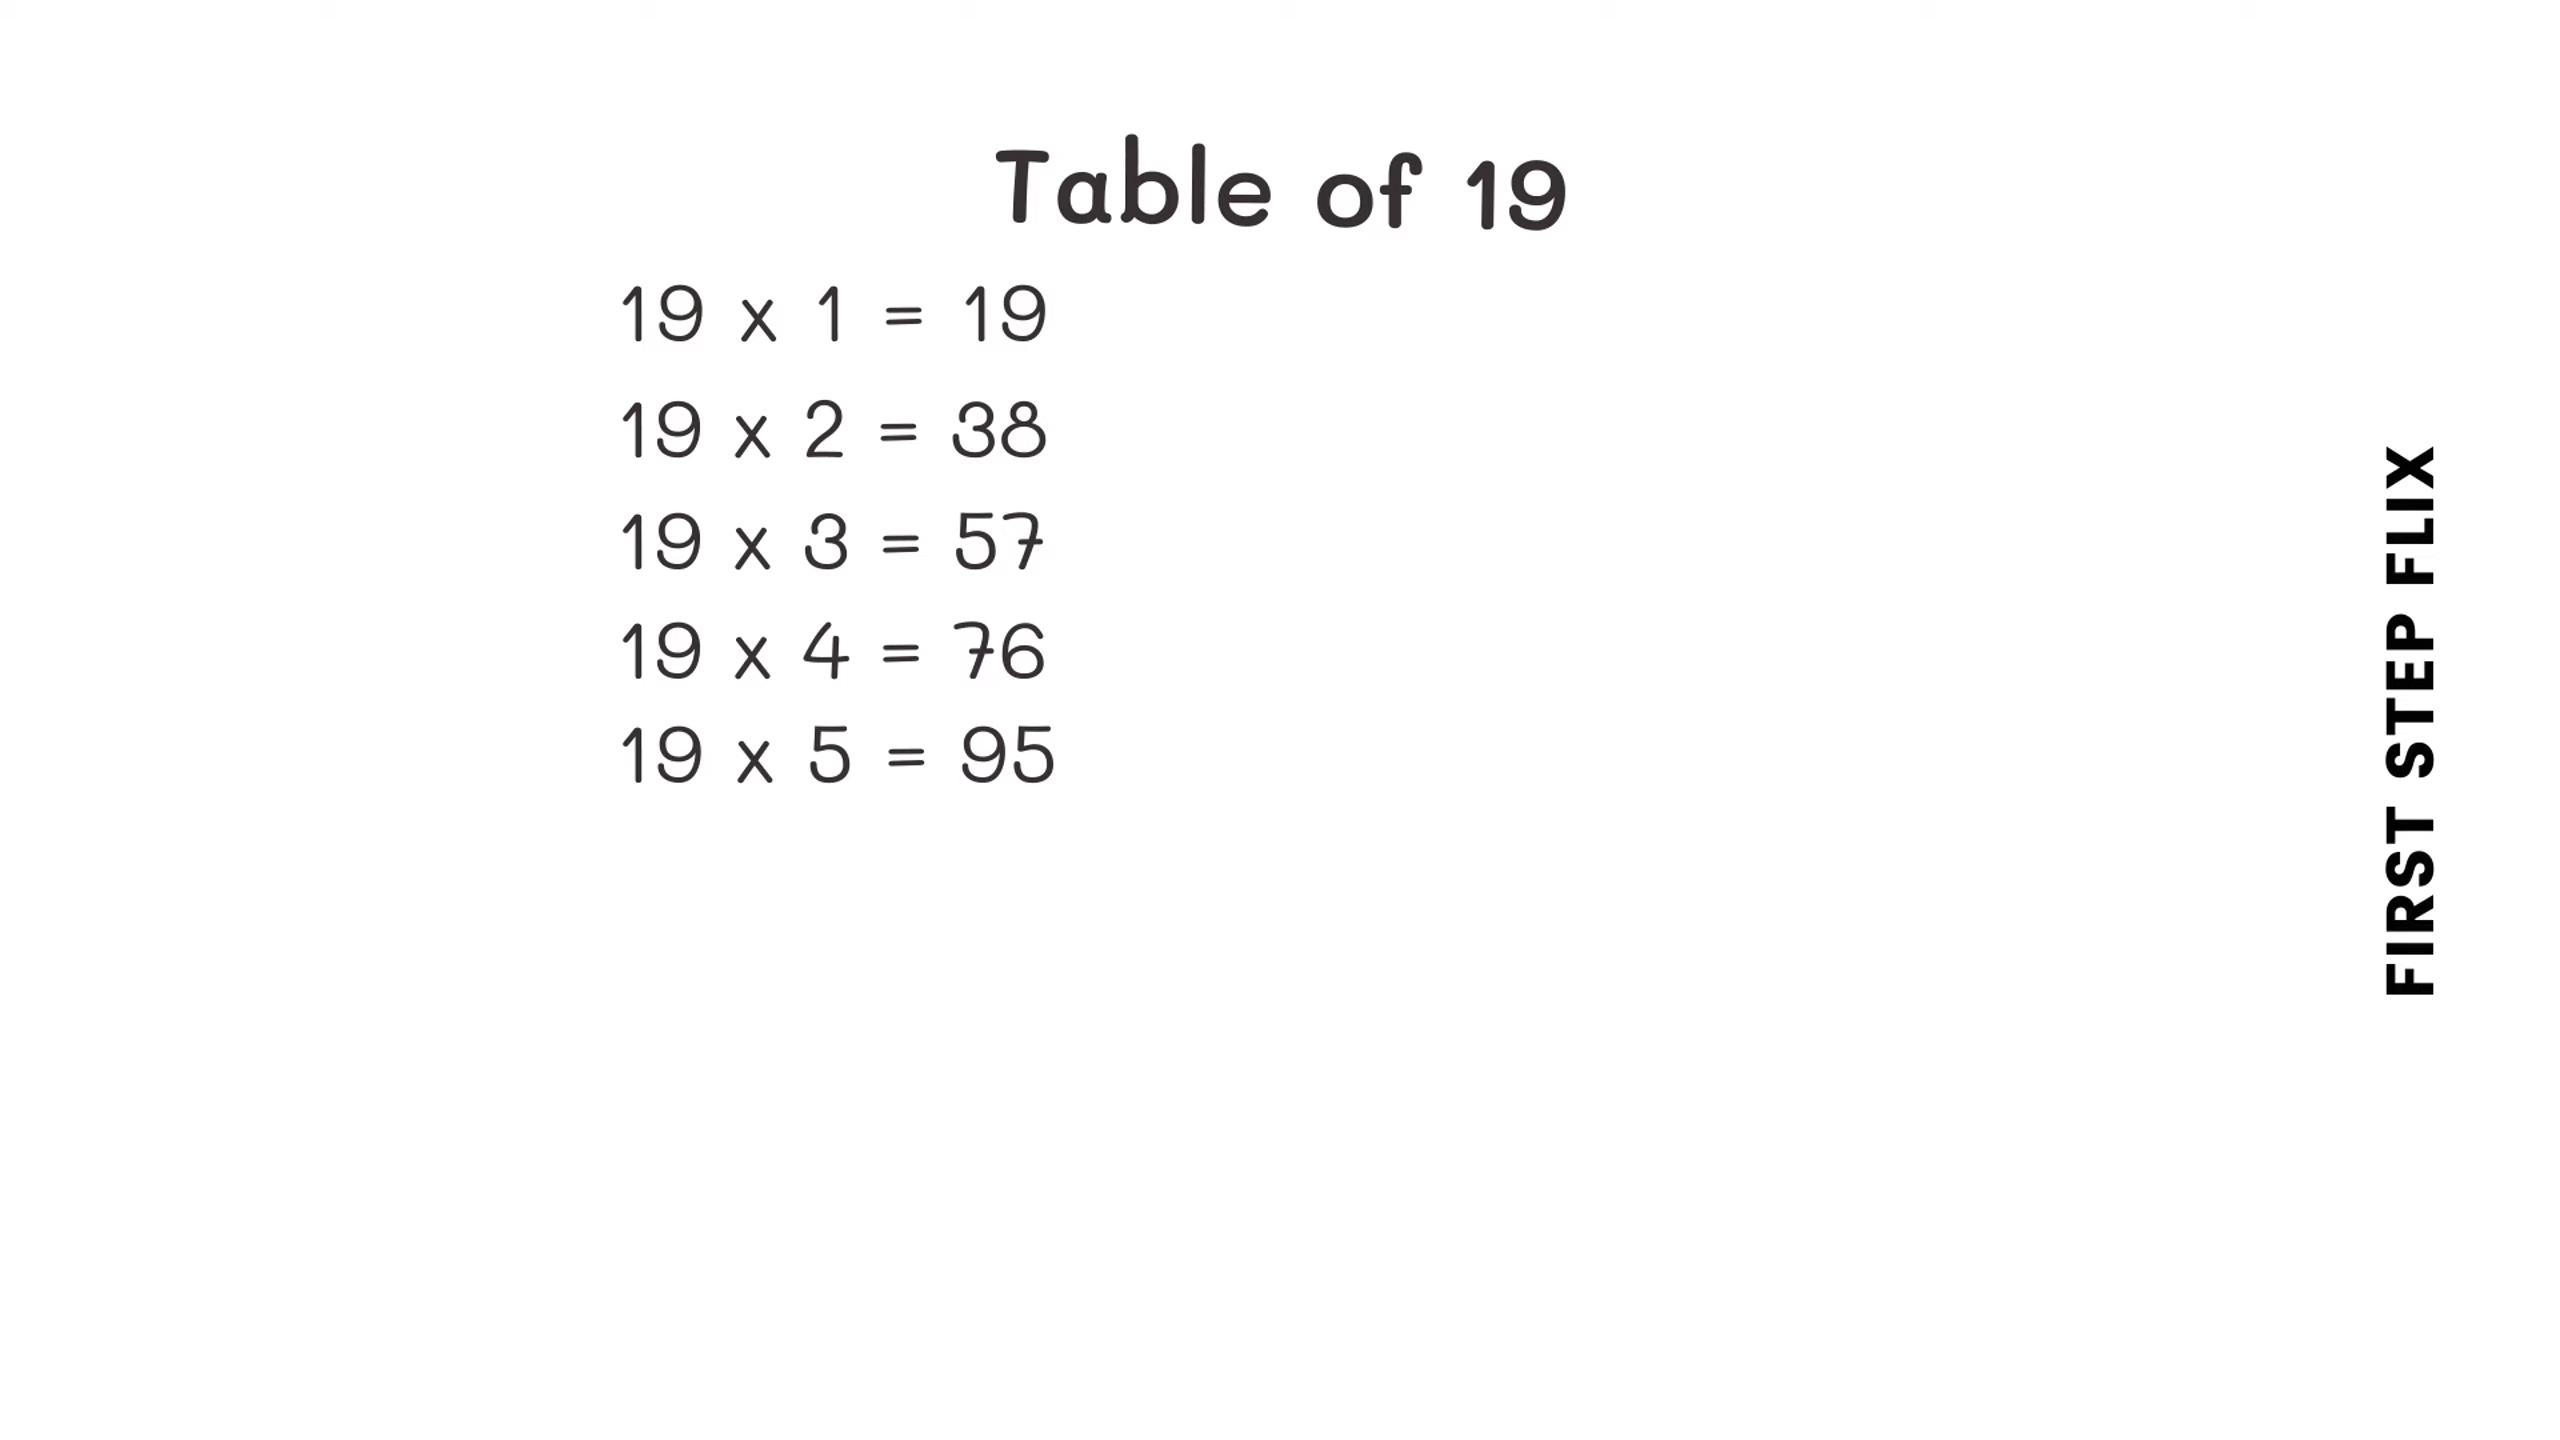 Table of 19
19 x 1 = 19
19 x 2 = 38
19 x 3 = 57
19 x 4 = 76
19 x 5 = 95
FIRST STEP FLIX